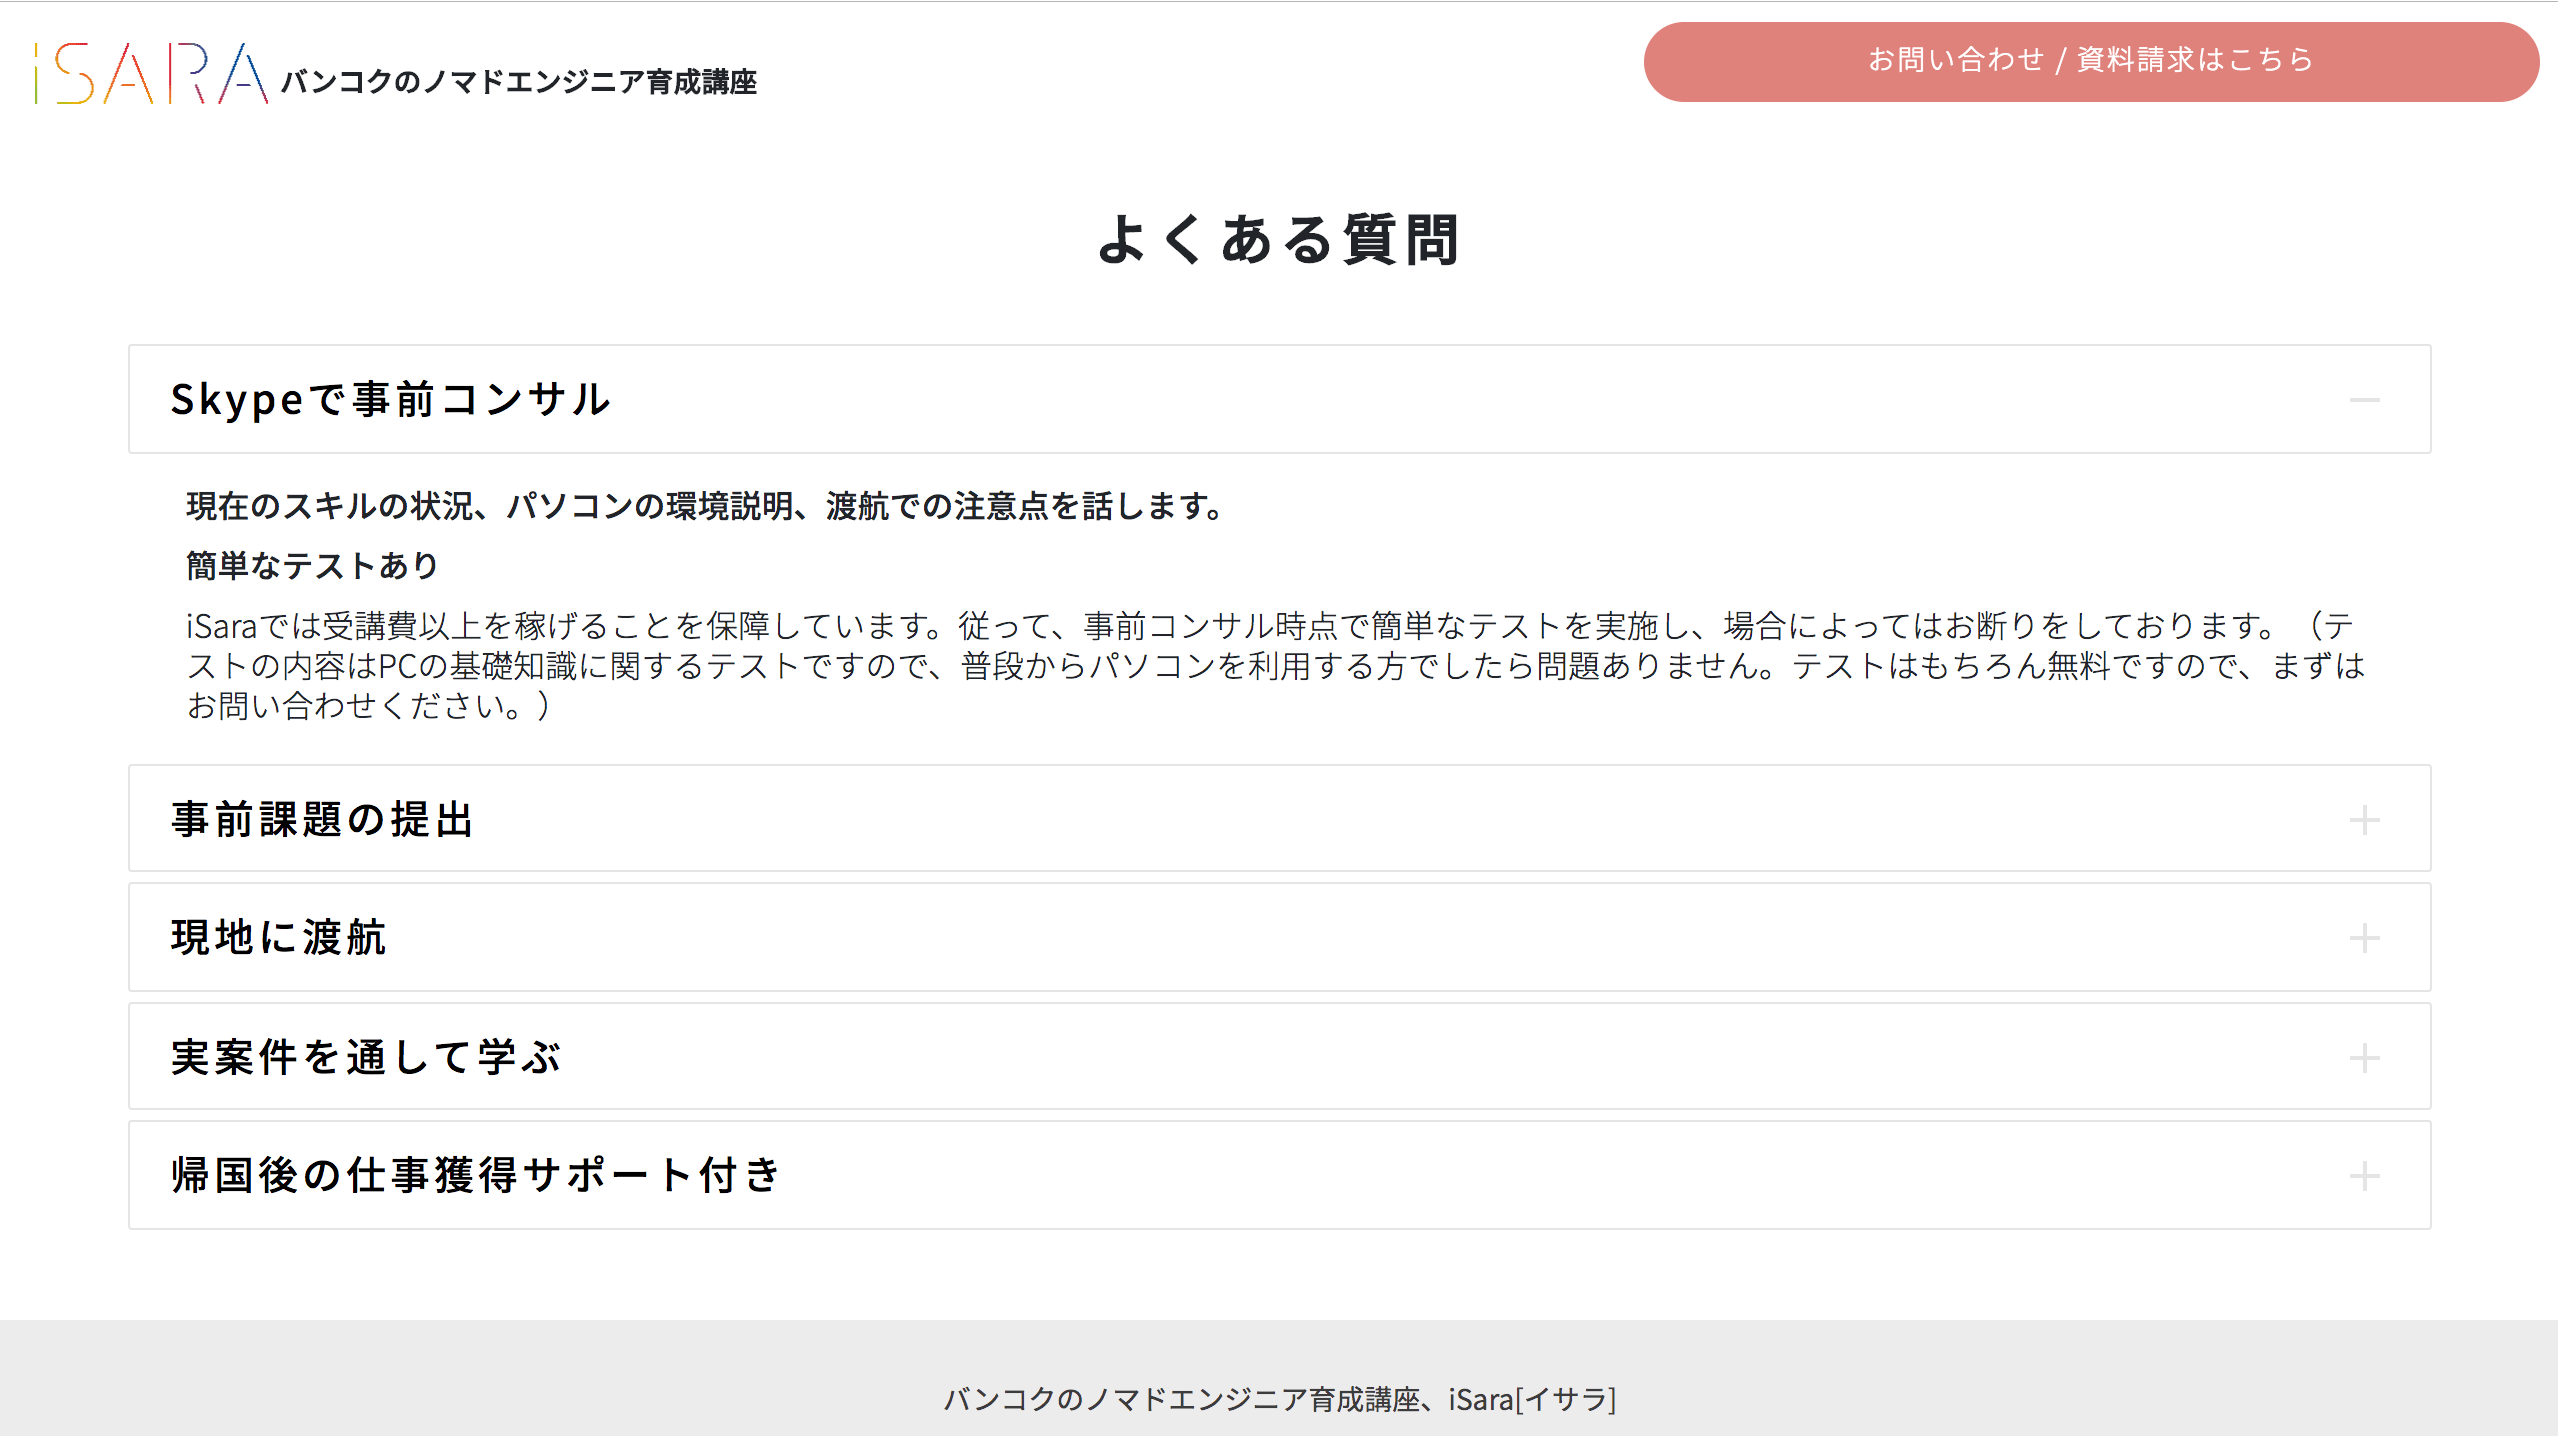 iSARA バンコクのノマドエンジニア育成講座
お問い合わせ / 資料請求はこちら
よくある質問
Skypeで事前コンサル
現在のスキルの状況、パソコンの環境説明、渡航での注意点を話します。
簡単なテストあり
iSaraでは受講費以上を稼げることを保障しています。従って、事前コンサル時点で簡単なテストを実施し、場合によってはお断りをしております。（テ
ストの内容はPCの基礎知識に関するテストですので、普段からパソコンを利用する方でしたら問題ありません。テストはもちろん無料ですので、まずは
お問い合わせください。）
事前課題の提出
現地に渡航
実案件を通して学ぶ
帰国後の仕事獲得サポート付き
バンコクのノマドエンジニア育成講座、iSara[イサラ]